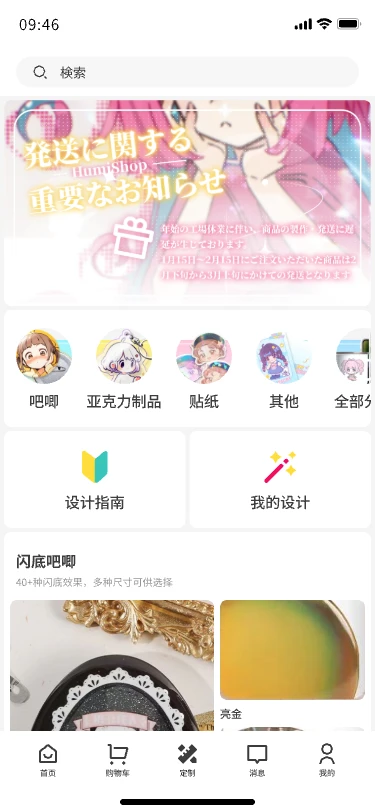 09:46
検索
発送に関する
HumiShop
重要なお知らせ
年始の工場休業に伴い、商品の製作・発送に遅
延が生じております
1月15日~2月15日にご注文いただいた商品は2
月下旬から3月上旬にかけての発送となります
吧唧
亚克力制品
贴纸
其他
全部分
设计指南
我的设计
闪底吧唧
40+种闪底效果，多种尺寸可供选择
亮金
首页
购物车
定制
消息
我的